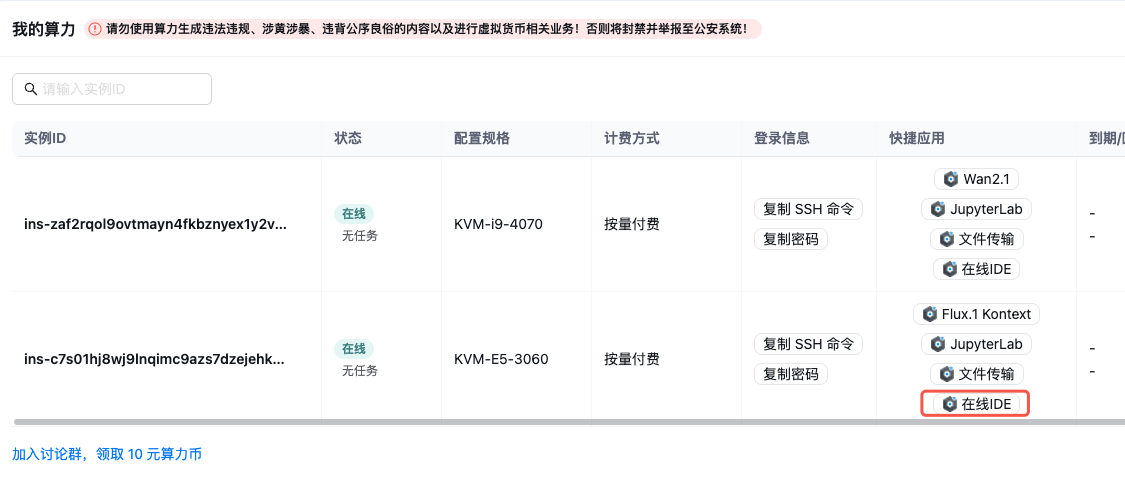 我的算力 请勿使用算力生成违法违规、涉黄涉暴、违背公序良俗的内容以及进行虚拟货币相关业务！否则将封禁并举报至公安系统！
请输入实例ID
实例ID 状态 配置规格 计费方式 登录信息 快捷应用 到期/
ins-zaf2rqol9ovtmayn4fkbznyex1y2v... 在线 无任务 KVM-i9-4070 按量付费 复制 SSH 命令 复制密码
Wan2.1
JupyterLab
文件传输
在线IDE
-
-
ins-c7s01hj8wj9lnqimc9azs7dzejehk... 在线 无任务 KVM-E5-3060 按量付费 复制 SSH 命令 复制密码
Flux.1 Kontext
JupyterLab
文件传输
在线IDE
-
-
加入讨论群，领取 10 元算力币